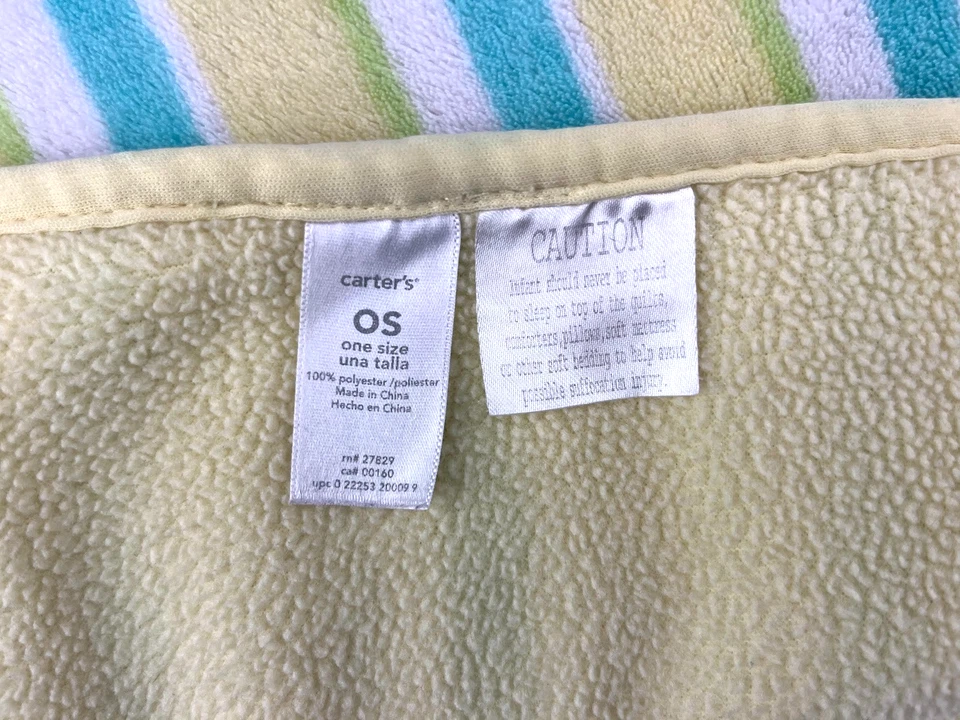 carter's®
OS
one size
una talla
100% polyester /poliester
Made in China
Hecho en China
rn# 27829
ca# 00160
upc 0 22253 20009 9
CAUTION
Infant should never be placed
to sleep on top of the quilts,
comforters,pillows,soft mattress
or other soft bedding to help avoid
possible suffocation injury.